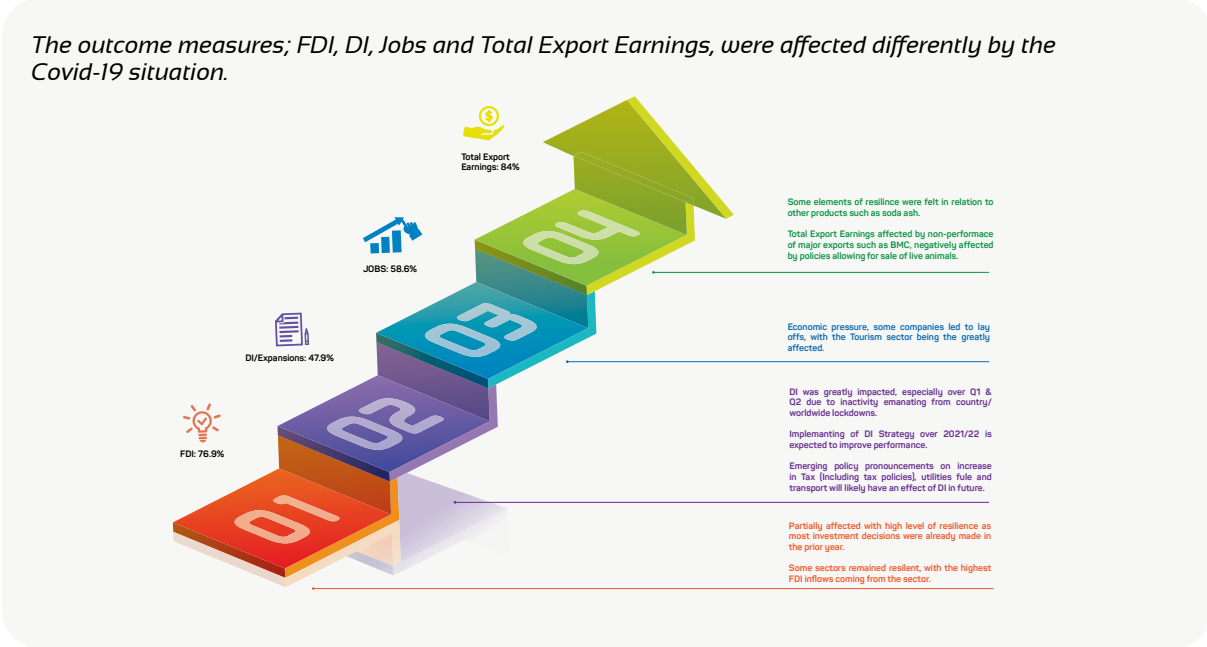 The outcome measures; FDI, DI, Jobs and Total Export Earnings, were affected differently by the
Covid-19 situation.
Total Export
Earnings: 84%
04
Some elements of resilince were felt in relation to
other products such as soda ash.
Total Export Earnings affected by non-performace
of major exports such as BMC, negatively affected
by policies allowing for sale of live animals.
JOBS: 58.6%
03
Economic pressure, some companies led to lay
offs, with the Tourism sector being the greatly
affected.
DI/Expansions: 47.9%
02
DI was greatly impacted, especially over Q1 &
Q2 due to inactivity emanating from country/
worldwide lockdowns.
Implemanting of DI Strategy over 2021/22 is
expected to improve performance.
Emerging policy pronouncements on increase
in Tax (Including tax policies), utilities fule and
transport will likely have an effect of DI in future.
FDI: 76.9%
01
Partially affected with high level of resilience as
most investment decisions were already made in
the prior year.
Some sectors remained resilent, with the highest
FDI inflows coming from the sector.